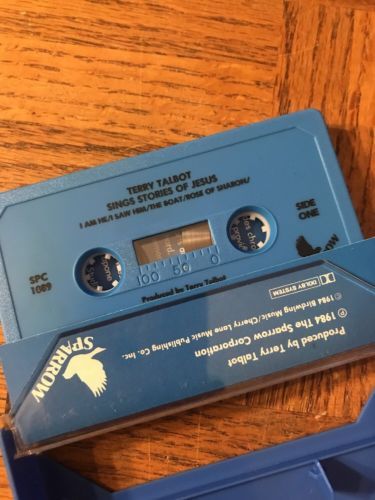 TERRY TALBOT
SINGS STORIES OF JESUS
I AM HE/I SAW HIM/THE BOAT/ROSE OF SHARON/
SPC
1089
SIDE
ONE
100 50 0
Produced by Terry Talbot
DOLBY SYSTEM
SPARROW
Produced by Terry Talbot
℗ 1984 The Sparrow Corporation
© 1984 Birdwing Music/Cherry Lane Music Publishing Co. Inc.